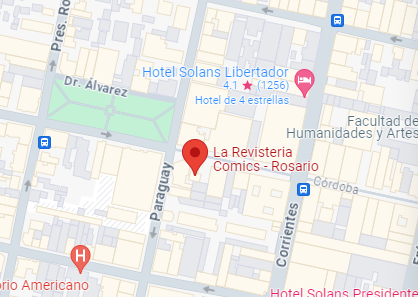 Pres. Ro
Dr. Álvarez
Hotel Solans Libertador
4.1 ★ (1256)
Hotel de 4 estrellas
Facultad de
Humanidades y Artes
La Revisteria
Comics - Rosario
Córdoba
Paraguay
Corrientes
H
orio Americano
Hotel Solans Presidente